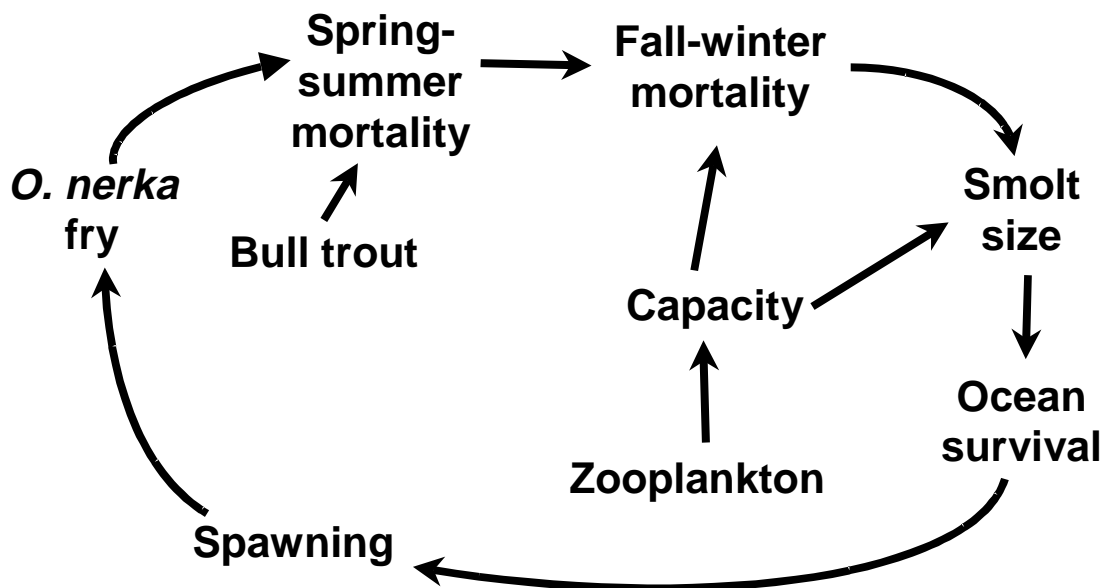 Spring-
summer
mortality
Fall-winter
mortality
O. nerka
fry
Bull trout
Smolt
size
Capacity
Ocean
survival
Zooplankton
Spawning